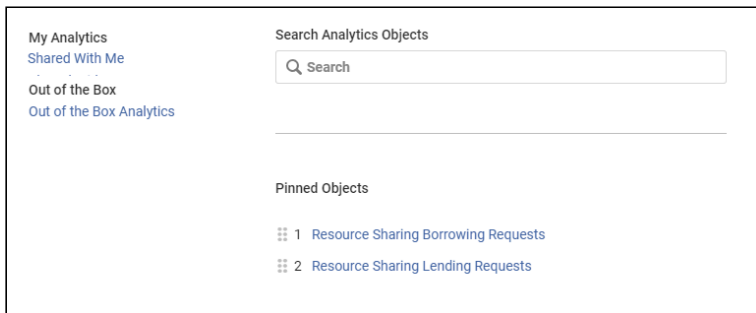 My Analytics
Shared With Me
Out of the Box
Out of the Box Analytics
Search Analytics Objects
Search
Pinned Objects
1 Resource Sharing Borrowing Requests
2 Resource Sharing Lending Requests